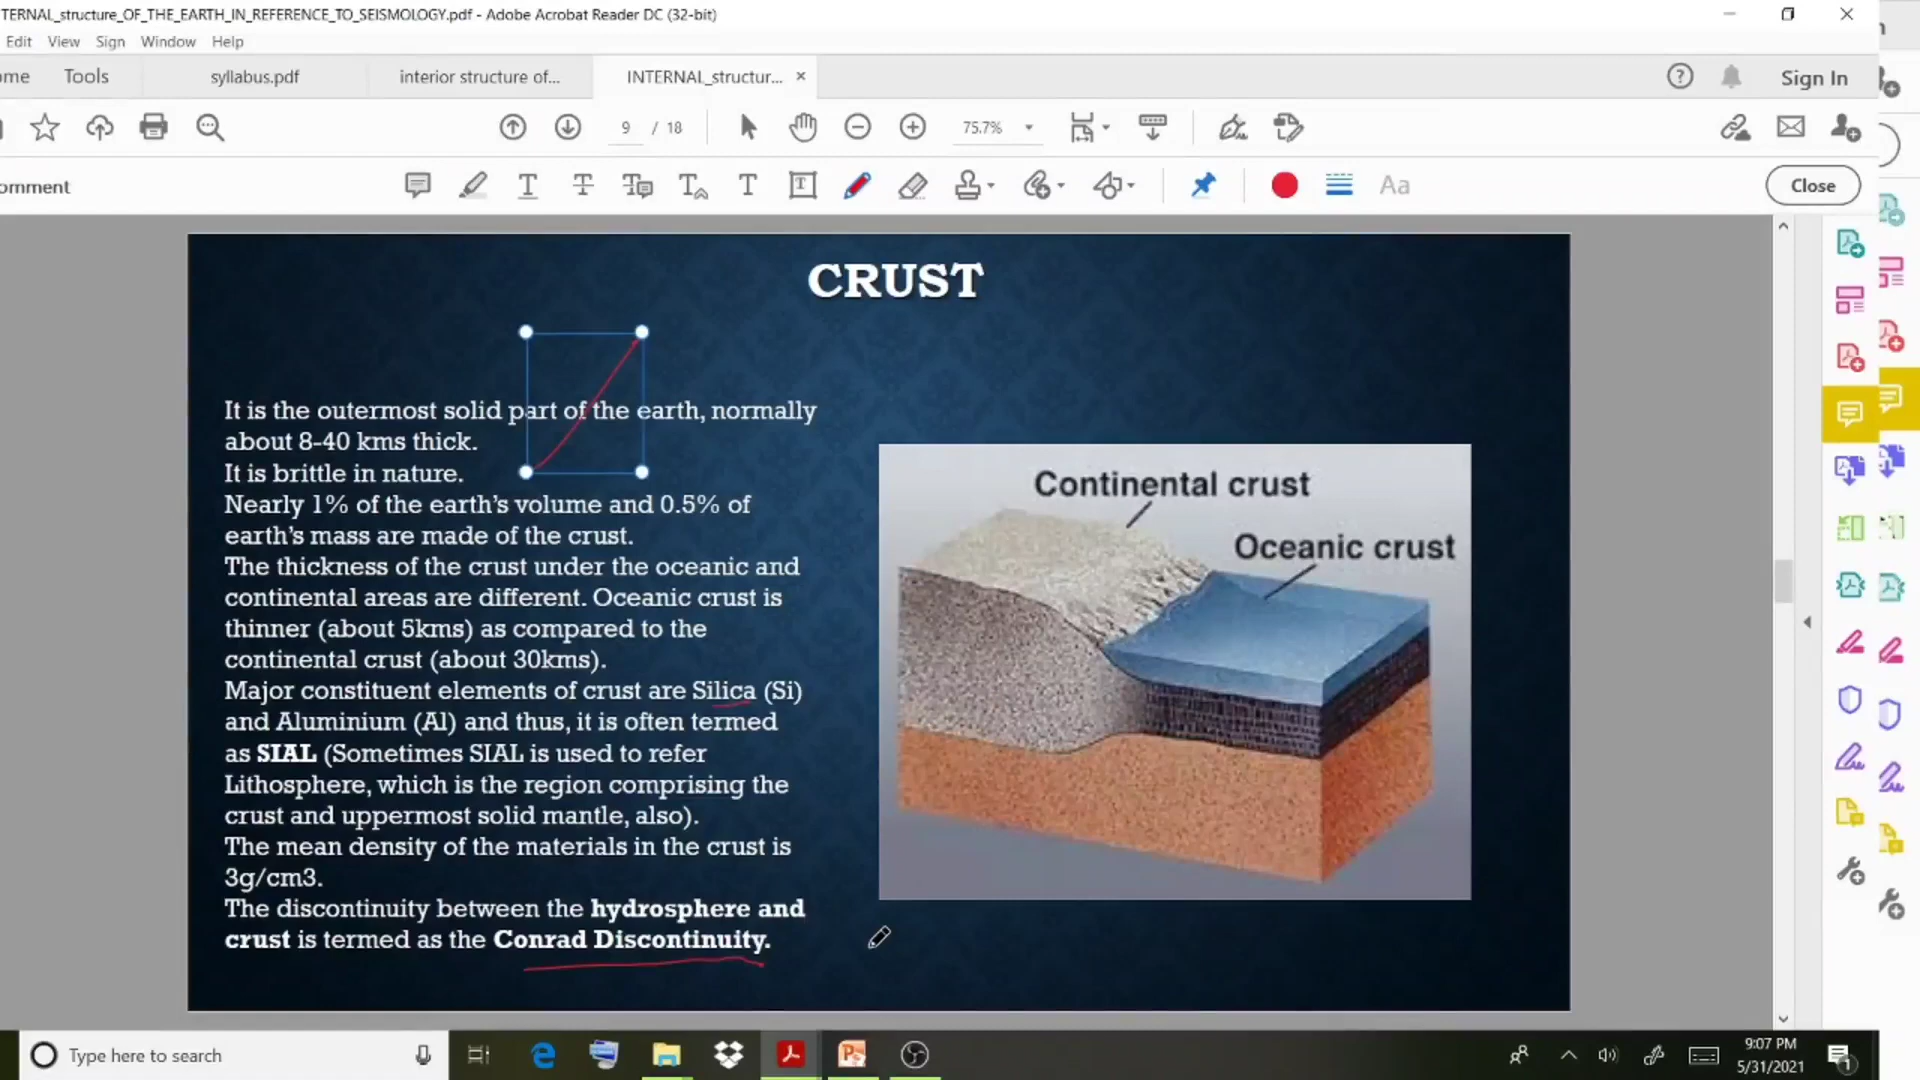 TERNAL_structure_OF_THE_EARTH_IN_REFERENCE_TO_SEISMOLOGY.pdf - Adobe Acrobat Reader DC (32-bit)
Edit View Sign Window Help
ome Tools syllabus.pdf interior structure of... INTERNAL_structur... × Sign In
9 / 18 75.7%
omment Aa Close
CRUST
It is the outermost solid part of the earth, normally
about 8-40 kms thick.
It is brittle in nature.
Nearly 1% of the earth's volume and 0.5% of
earth's mass are made of the crust.
The thickness of the crust under the oceanic and
continental areas are different. Oceanic crust is
thinner (about 5kms) as compared to the
continental crust (about 30kms).
Major constituent elements of crust are Silica (Si)
and Aluminium (Al) and thus, it is often termed
as SIAL (Sometimes SIAL is used to refer
Lithosphere, which is the region comprising the
crust and uppermost solid mantle, also).
The mean density of the materials in the crust is
3g/cm3.
The discontinuity between the hydrosphere and
crust is termed as the Conrad Discontinuity.
Continental crust
Oceanic crust
Type here to search
9:07 PM
5/31/2021
1